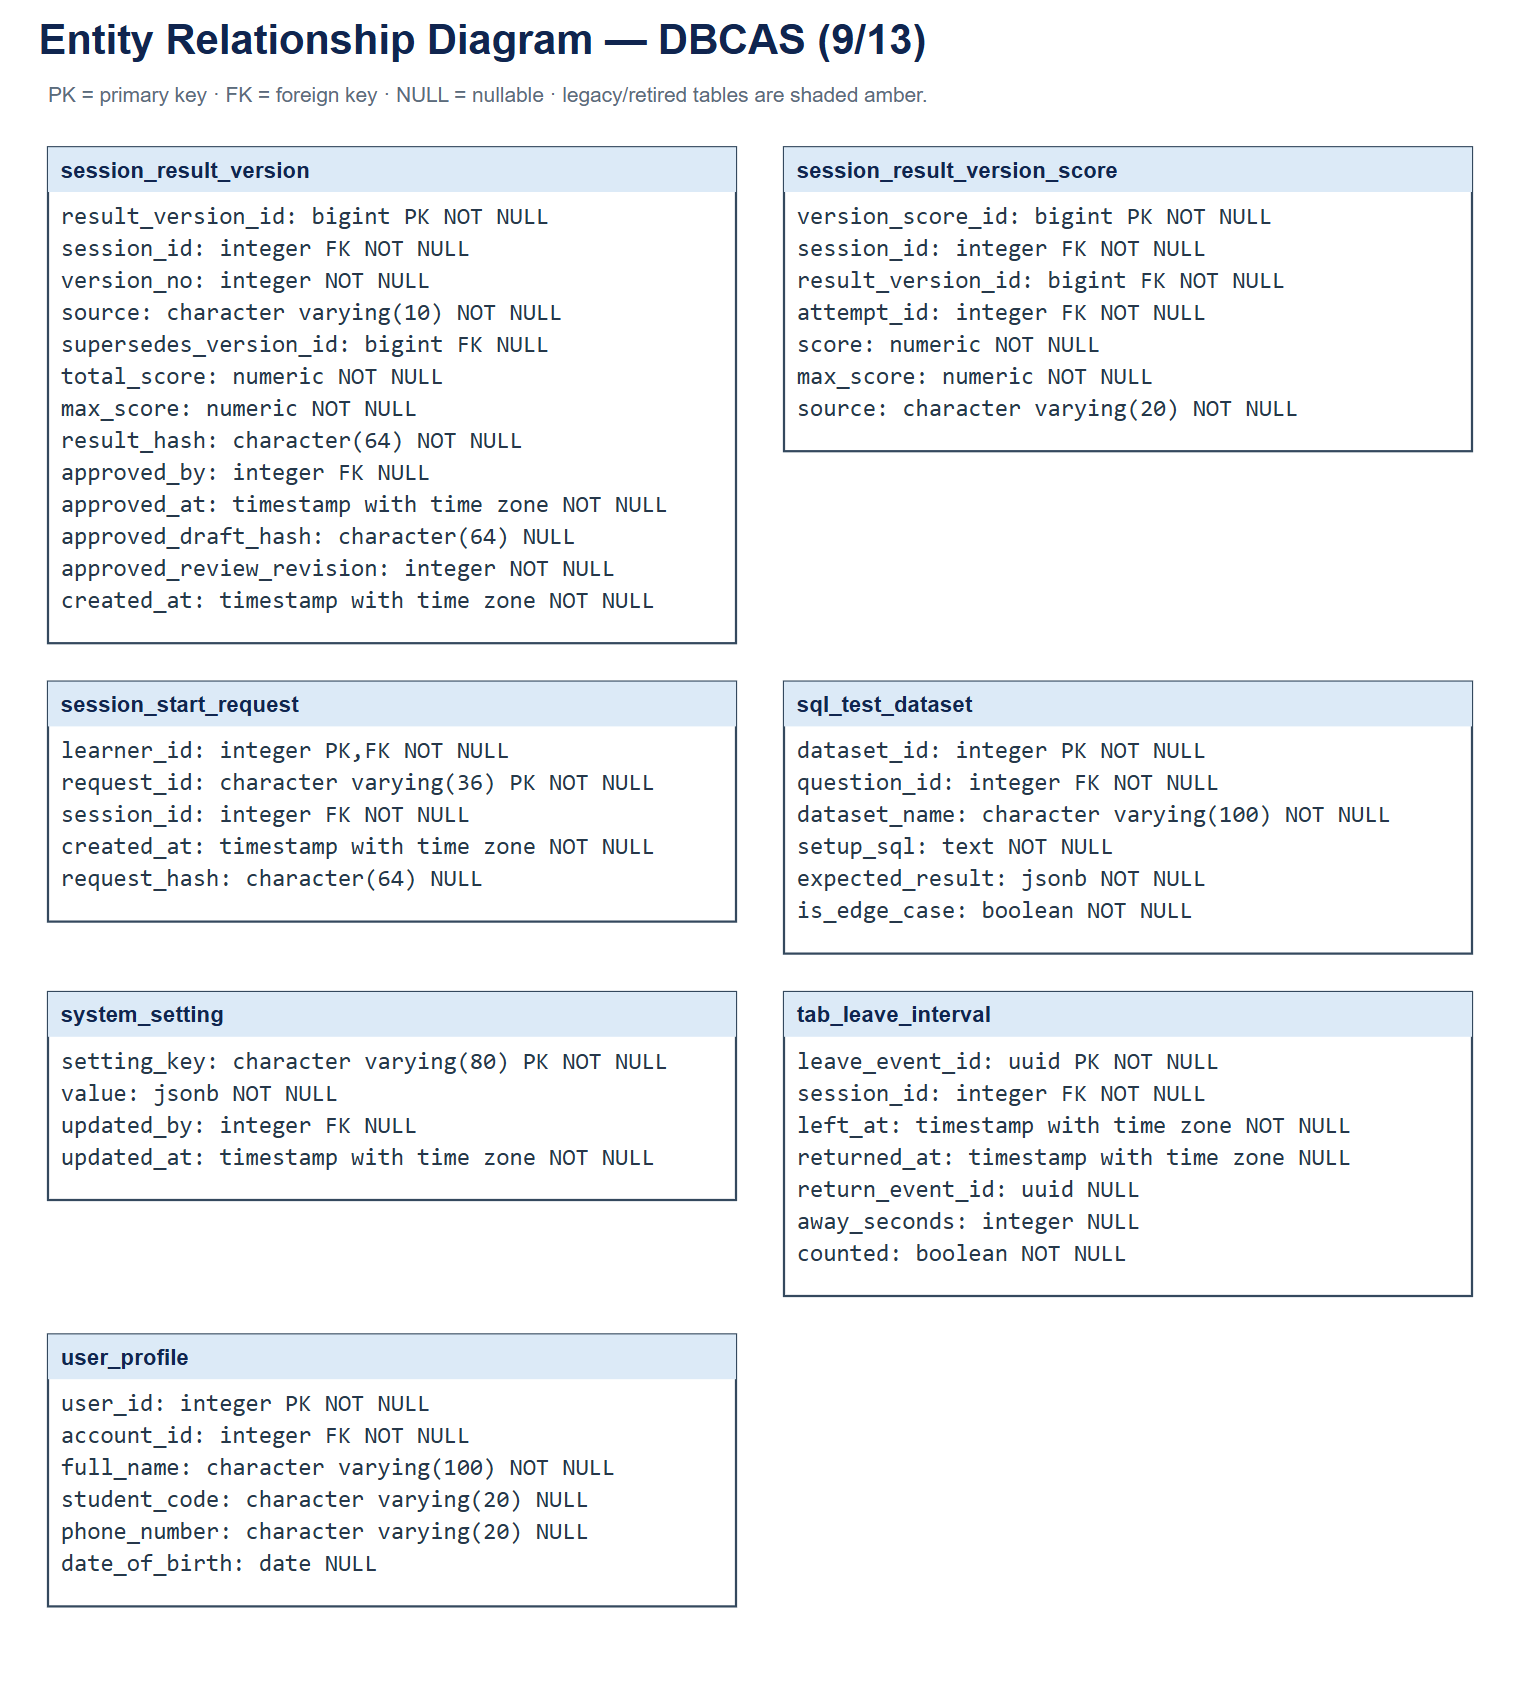 Entity Relationship Diagram — DBCAS (9/13)
PK = primary key · FK = foreign key · NULL = nullable · legacy/retired tables are shaded amber.
session_result_version
result_version_id: bigint PK NOT NULL
session_id: integer FK NOT NULL
version_no: integer NOT NULL
source: character varying(10) NOT NULL
supersedes_version_id: bigint FK NULL
total_score: numeric NOT NULL
max_score: numeric NOT NULL
result_hash: character(64) NOT NULL
approved_by: integer FK NULL
approved_at: timestamp with time zone NOT NULL
approved_draft_hash: character(64) NULL
approved_review_revision: integer NOT NULL
created_at: timestamp with time zone NOT NULL
session_result_version_score
version_score_id: bigint PK NOT NULL
session_id: integer FK NOT NULL
result_version_id: bigint FK NOT NULL
attempt_id: integer FK NOT NULL
score: numeric NOT NULL
max_score: numeric NOT NULL
source: character varying(20) NOT NULL
session_start_request
learner_id: integer PK,FK NOT NULL
request_id: character varying(36) PK NOT NULL
session_id: integer FK NOT NULL
created_at: timestamp with time zone NOT NULL
request_hash: character(64) NULL
sql_test_dataset
dataset_id: integer PK NOT NULL
question_id: integer FK NOT NULL
dataset_name: character varying(100) NOT NULL
setup_sql: text NOT NULL
expected_result: jsonb NOT NULL
is_edge_case: boolean NOT NULL
system_setting
setting_key: character varying(80) PK NOT NULL
value: jsonb NOT NULL
updated_by: integer FK NULL
updated_at: timestamp with time zone NOT NULL
tab_leave_interval
leave_event_id: uuid PK NOT NULL
session_id: integer FK NOT NULL
left_at: timestamp with time zone NOT NULL
returned_at: timestamp with time zone NULL
return_event_id: uuid NULL
away_seconds: integer NULL
counted: boolean NOT NULL
user_profile
user_id: integer PK NOT NULL
account_id: integer FK NOT NULL
full_name: character varying(100) NOT NULL
student_code: character varying(20) NULL
phone_number: character varying(20) NULL
date_of_birth: date NULL